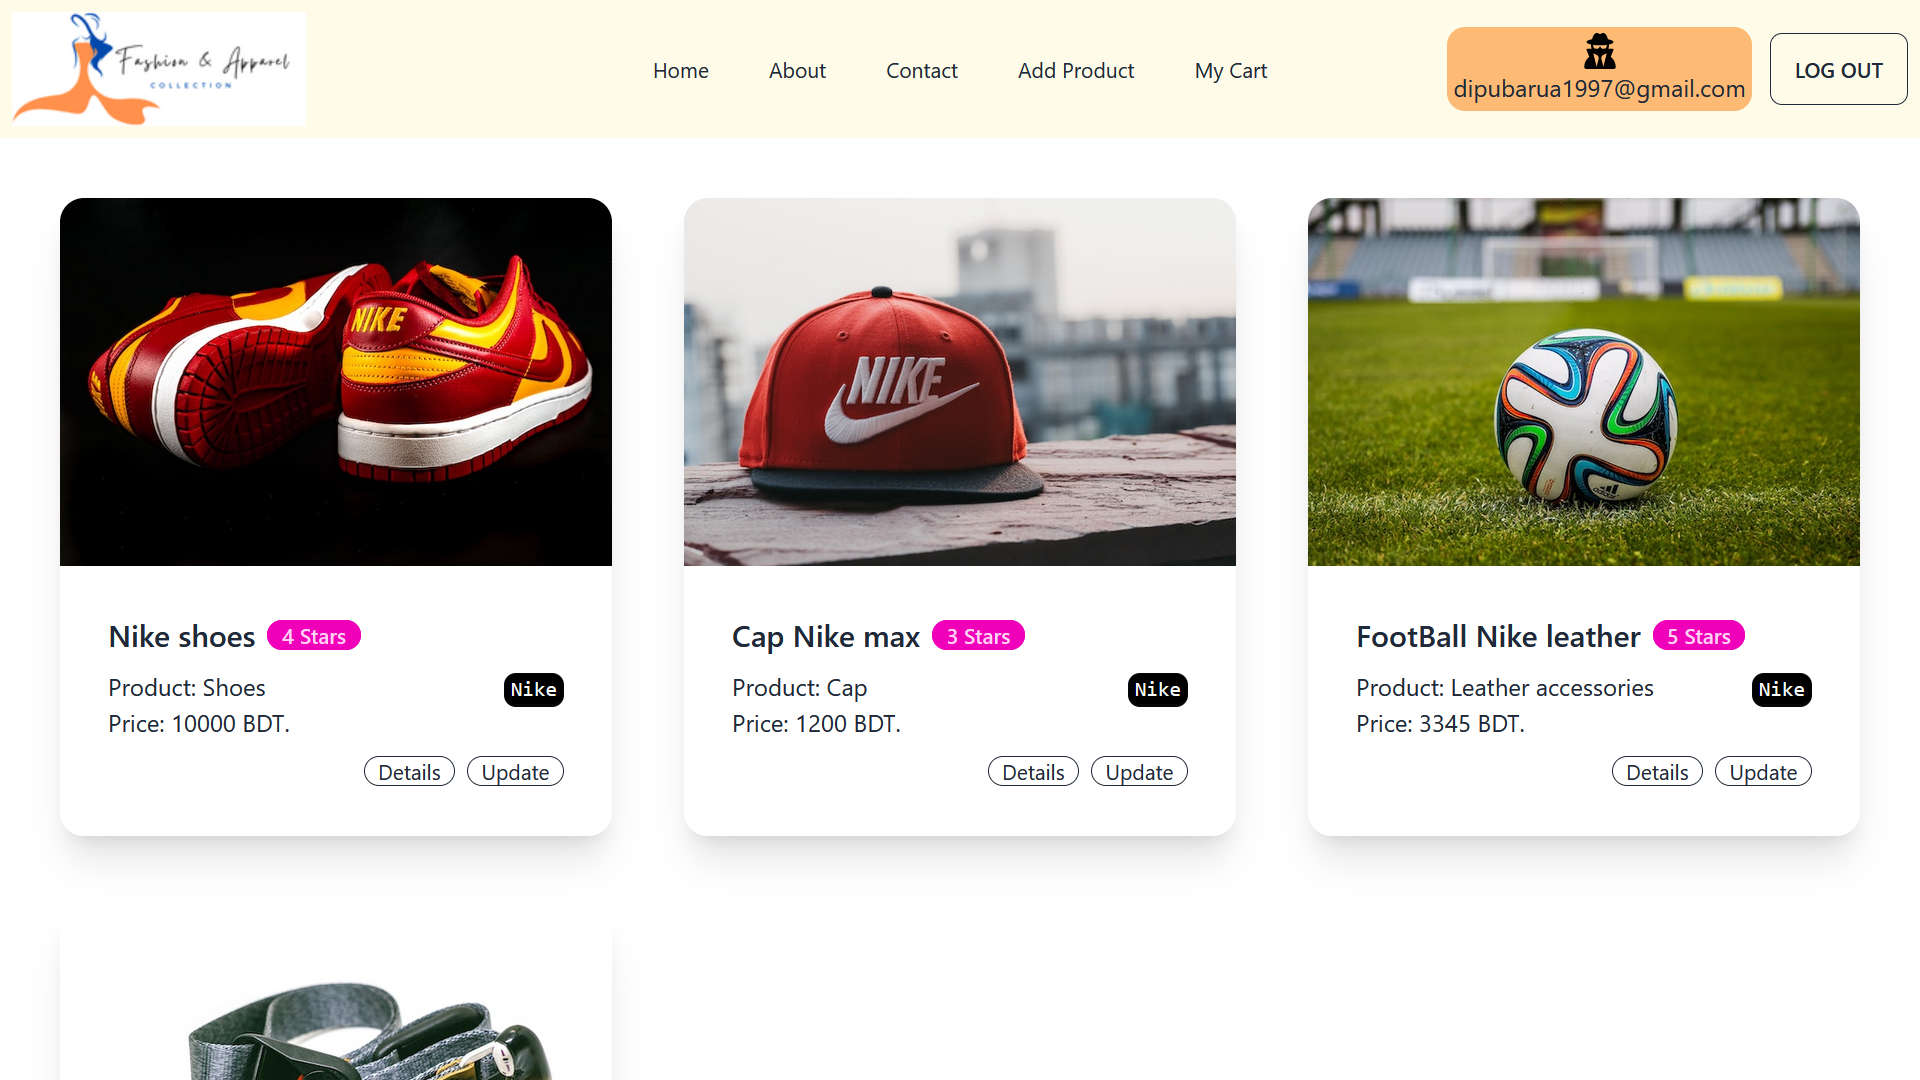 Fashion & Apparel
COLLECTION
Home
About
Contact
Add Product
My Cart
dipubarua1997@gmail.com
LOG OUT
NIKE
NIKE
adidas
Nike shoes
4 Stars
Product: Shoes
Nike
Price: 10000 BDT.
Details
Update
Cap Nike max
3 Stars
Product: Cap
Nike
Price: 1200 BDT.
Details
Update
FootBall Nike leather
5 Stars
Product: Leather accessories
Nike
Price: 3345 BDT.
Details
Update